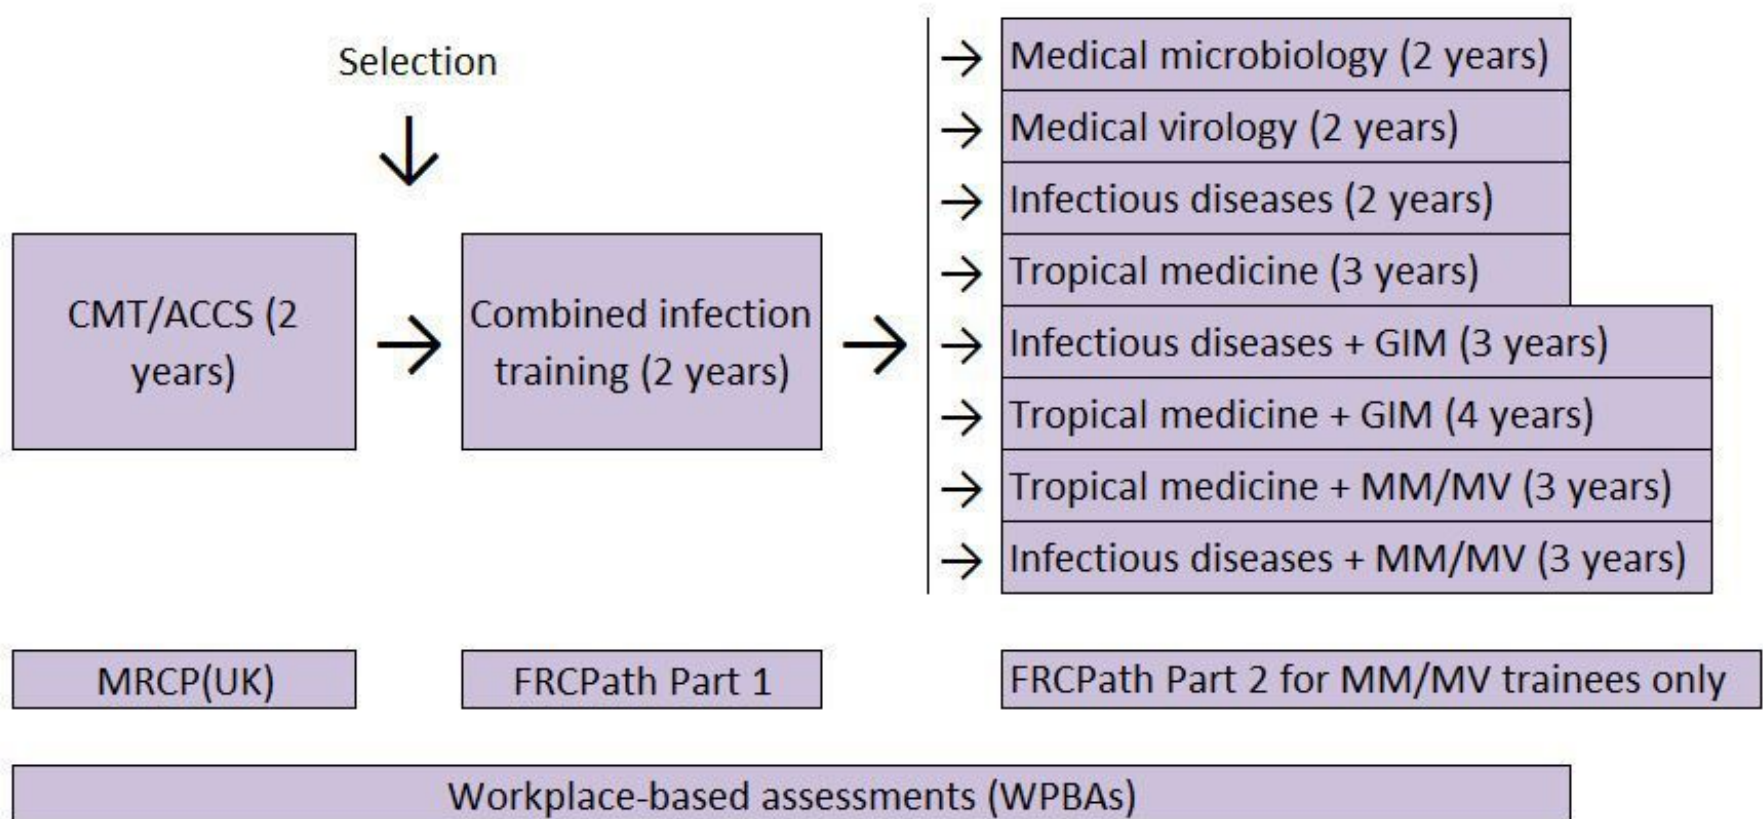 Selection
CMT/ACCS (2
years)
Combined infection
training (2 years)
Medical microbiology (2 years)
Medical virology (2 years)
Infectious diseases (2 years)
Tropical medicine (3 years)
Infectious diseases + GIM (3 years)
Tropical medicine + GIM (4 years)
Tropical medicine + MM/MV (3 years)
Infectious diseases + MM/MV (3 years)
MRCP(UK)
FRCPath Part 1
FRCPath Part 2 for MM/MV trainees only
Workplace-based assessments (WPBAs)